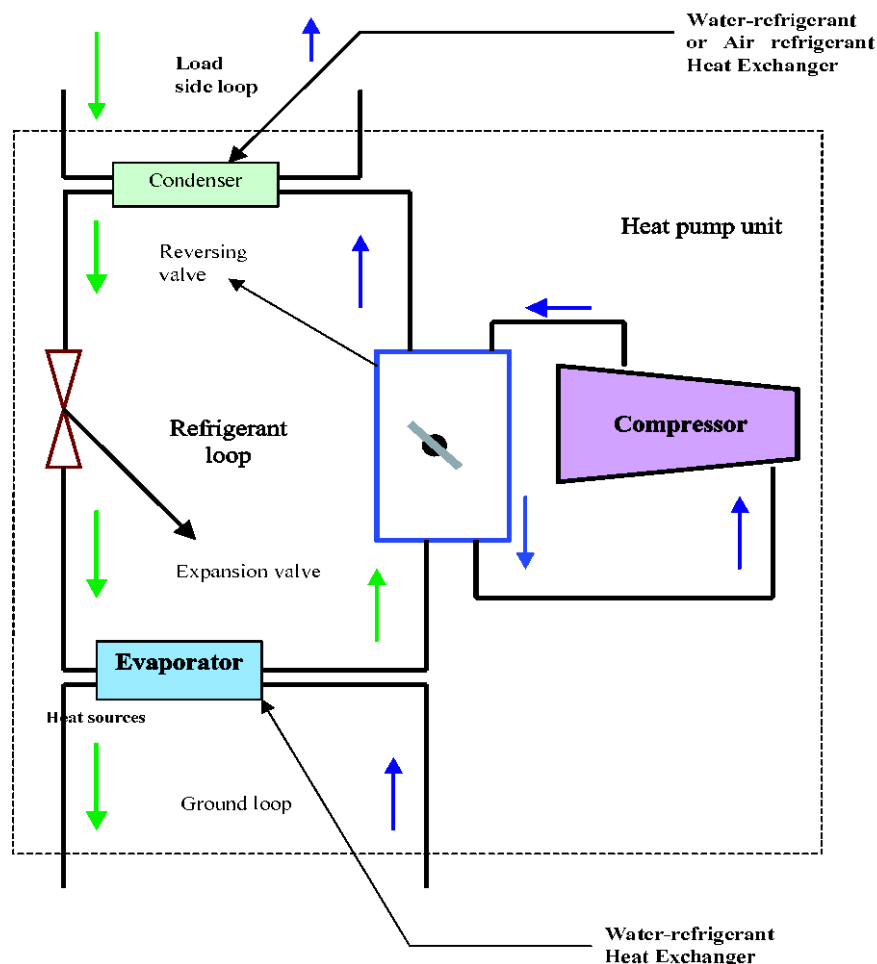 Water-refrigerant
or Air refrigerant
Heat Exchanger
Load
side loop
Condenser
Heat pump unit
Reversing
valve
Compressor
Refrigerant
loop
Expansion valve
Evaporator
Heat sources
Ground loop
Water-refrigerant
Heat Exchanger